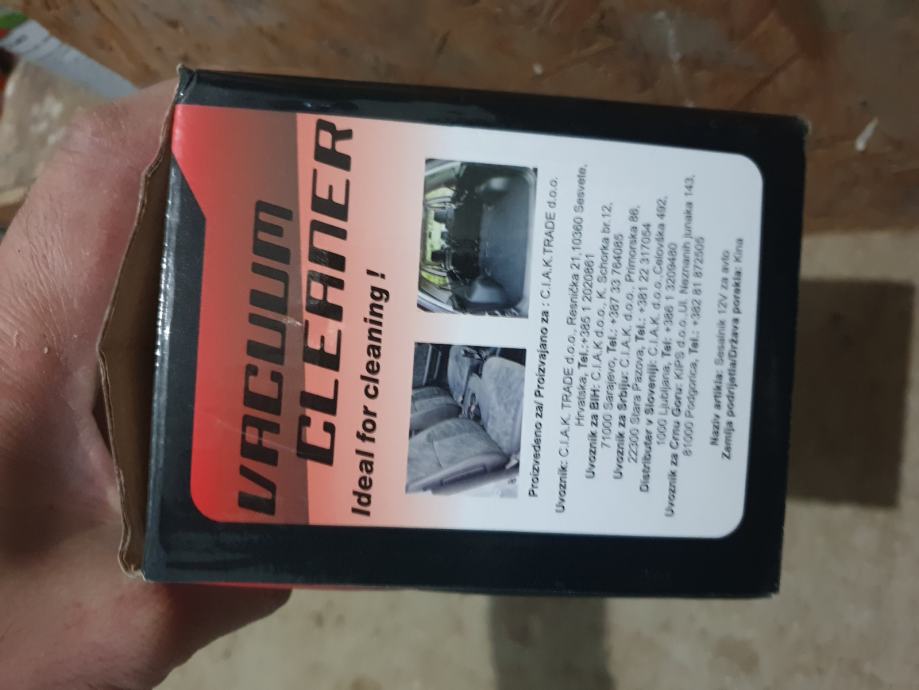 VACUUM
CLEANER
Ideal for cleaning !
Proizvedeno za/ Proizvajano za : C.I.A.K.TRADE d.o.o.
Uvoznik: C.I.A.K. TRADE d.o.o., Resnička 21,10360 Sesvete,
Hrvatska, Tel.:+385 1 2020861
Uvoznik za BIH: C.I.A.K d.o.o., K. Schorka br.12,
71000 Sarajevo, Tel.: +387 33 764085
Uvoznik za Srbiju: C.I.A.K. d.o.o., Primorska 86,
22300 Stara Pazova, Tel.: +381 22 317054
Distributer v Sloveniji: C.I.A.K. d.o.o.,Celovška 492,
1000 Ljubljana, Tel: +386 1 3209480
Uvoznik za Crnu Goru: KIPS d.o.o.,Ul. Neznanih junaka 143,
81000 Podgorica, Tel.: +382 81 872505
Naziv artikla: Sesalnik 12V za avto
Zemlja podrijetla/Država porekla: Kina